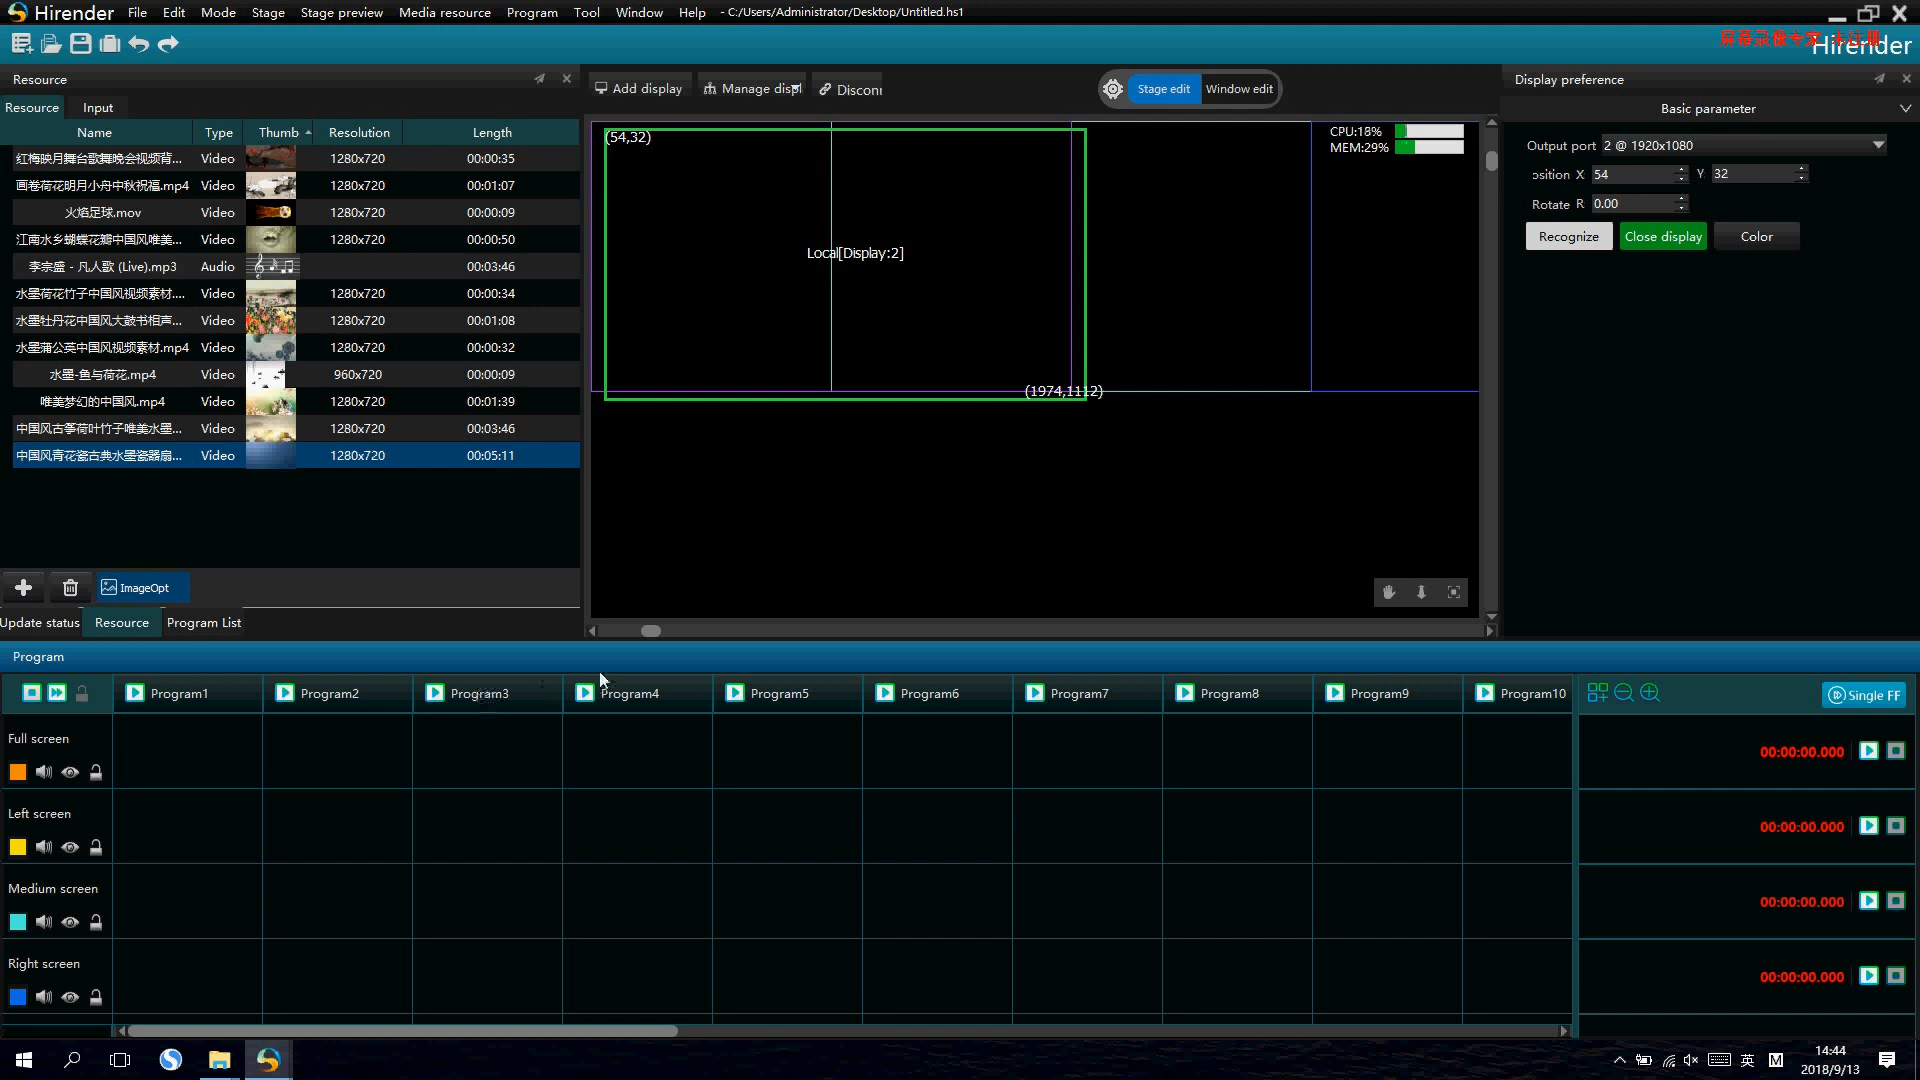 Hirender File Edit Mode Stage Stage preview Media resource Program Tool Window Help - C:/Users/Administrator/Desktop/Untitled.hs1
屏幕录像专家 未注册
Hirender
Resource
Resource Input
Name Type Thumb Resolution Length
红梅映月舞台歌舞晚会视频背... Video 1280x720 00:00:35
画卷荷花明月小舟中秋祝福.mp4 Video 1280x720 00:01:07
火焰足球.mov Video 1280x720 00:00:09
江南水乡蝴蝶花瓣中国风唯美... Video 1280x720 00:00:50
李宗盛 - 凡人歌 (Live).mp3 Audio 00:03:46
水墨荷花竹子中国风视频素材.... Video 1280x720 00:00:34
水墨牡丹花中国风大鼓书相声... Video 1280x720 00:01:08
水墨蒲公英中国风视频素材.mp4 Video 1280x720 00:00:32
水墨-鱼与荷花.mp4 Video 960x720 00:00:09
唯美梦幻的中国风.mp4 Video 1280x720 00:01:39
中国风古筝荷叶竹子唯美水墨... Video 1280x720 00:03:46
中国风青花瓷古典水墨瓷器扇... Video 1280x720 00:05:11
ImageOpt
Update status Resource Program List
Add display Manage displ Disconn
Stage edit Window edit
(54,32)
CPU:18%
MEM:29%
Local[Display:2]
(1974,1112)
Display preference
Basic parameter
Output port 2 @ 1920x1080
osition X 54 Y 32
Rotate R 0.00
Recognize Close display Color
Program
Program1 Program2 Program3 Program4 Program5 Program6 Program7 Program8 Program9 Program10
Single FF
Full screen
00:00:00.000
Left screen
00:00:00.000
Medium screen
00:00:00.000
Right screen
00:00:00.000
英 M
14:44
2018/9/13